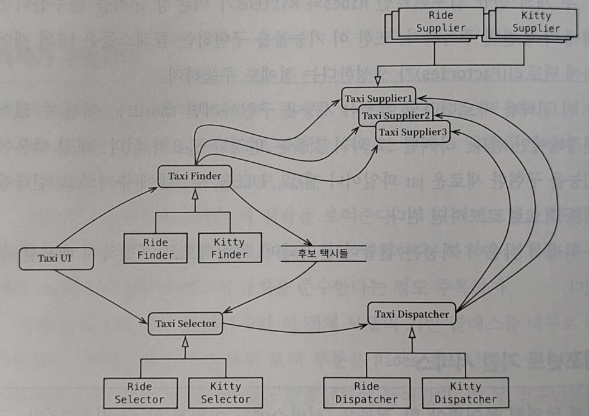 Ride
Supplier
Kitty
Supplier
Taxi Supplier1
Taxi Supplier2
Taxi Supplier3
Taxi Finder
Ride
Finder
Kitty
Finder
후보 택시들
Taxi UI
Taxi Selector
Taxi Dispatcher
Ride
Selector
Kitty
Selector
Ride
Dispatcher
Kitty
Dispatcher